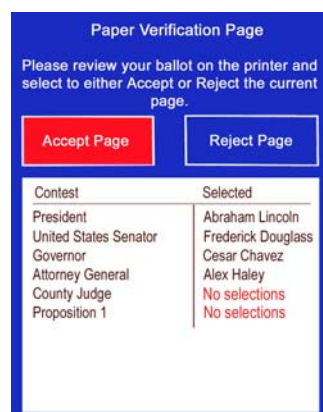 Paper Verification Page
Please review your ballot on the printer and
select to either Accept or Reject the current
page.
Accept Page Reject Page
Contest Selected
President Abraham Lincoln
United States Senator Frederick Douglass
Governor Cesar Chavez
Attorney General Alex Haley
County Judge No selections
Proposition 1 No selections